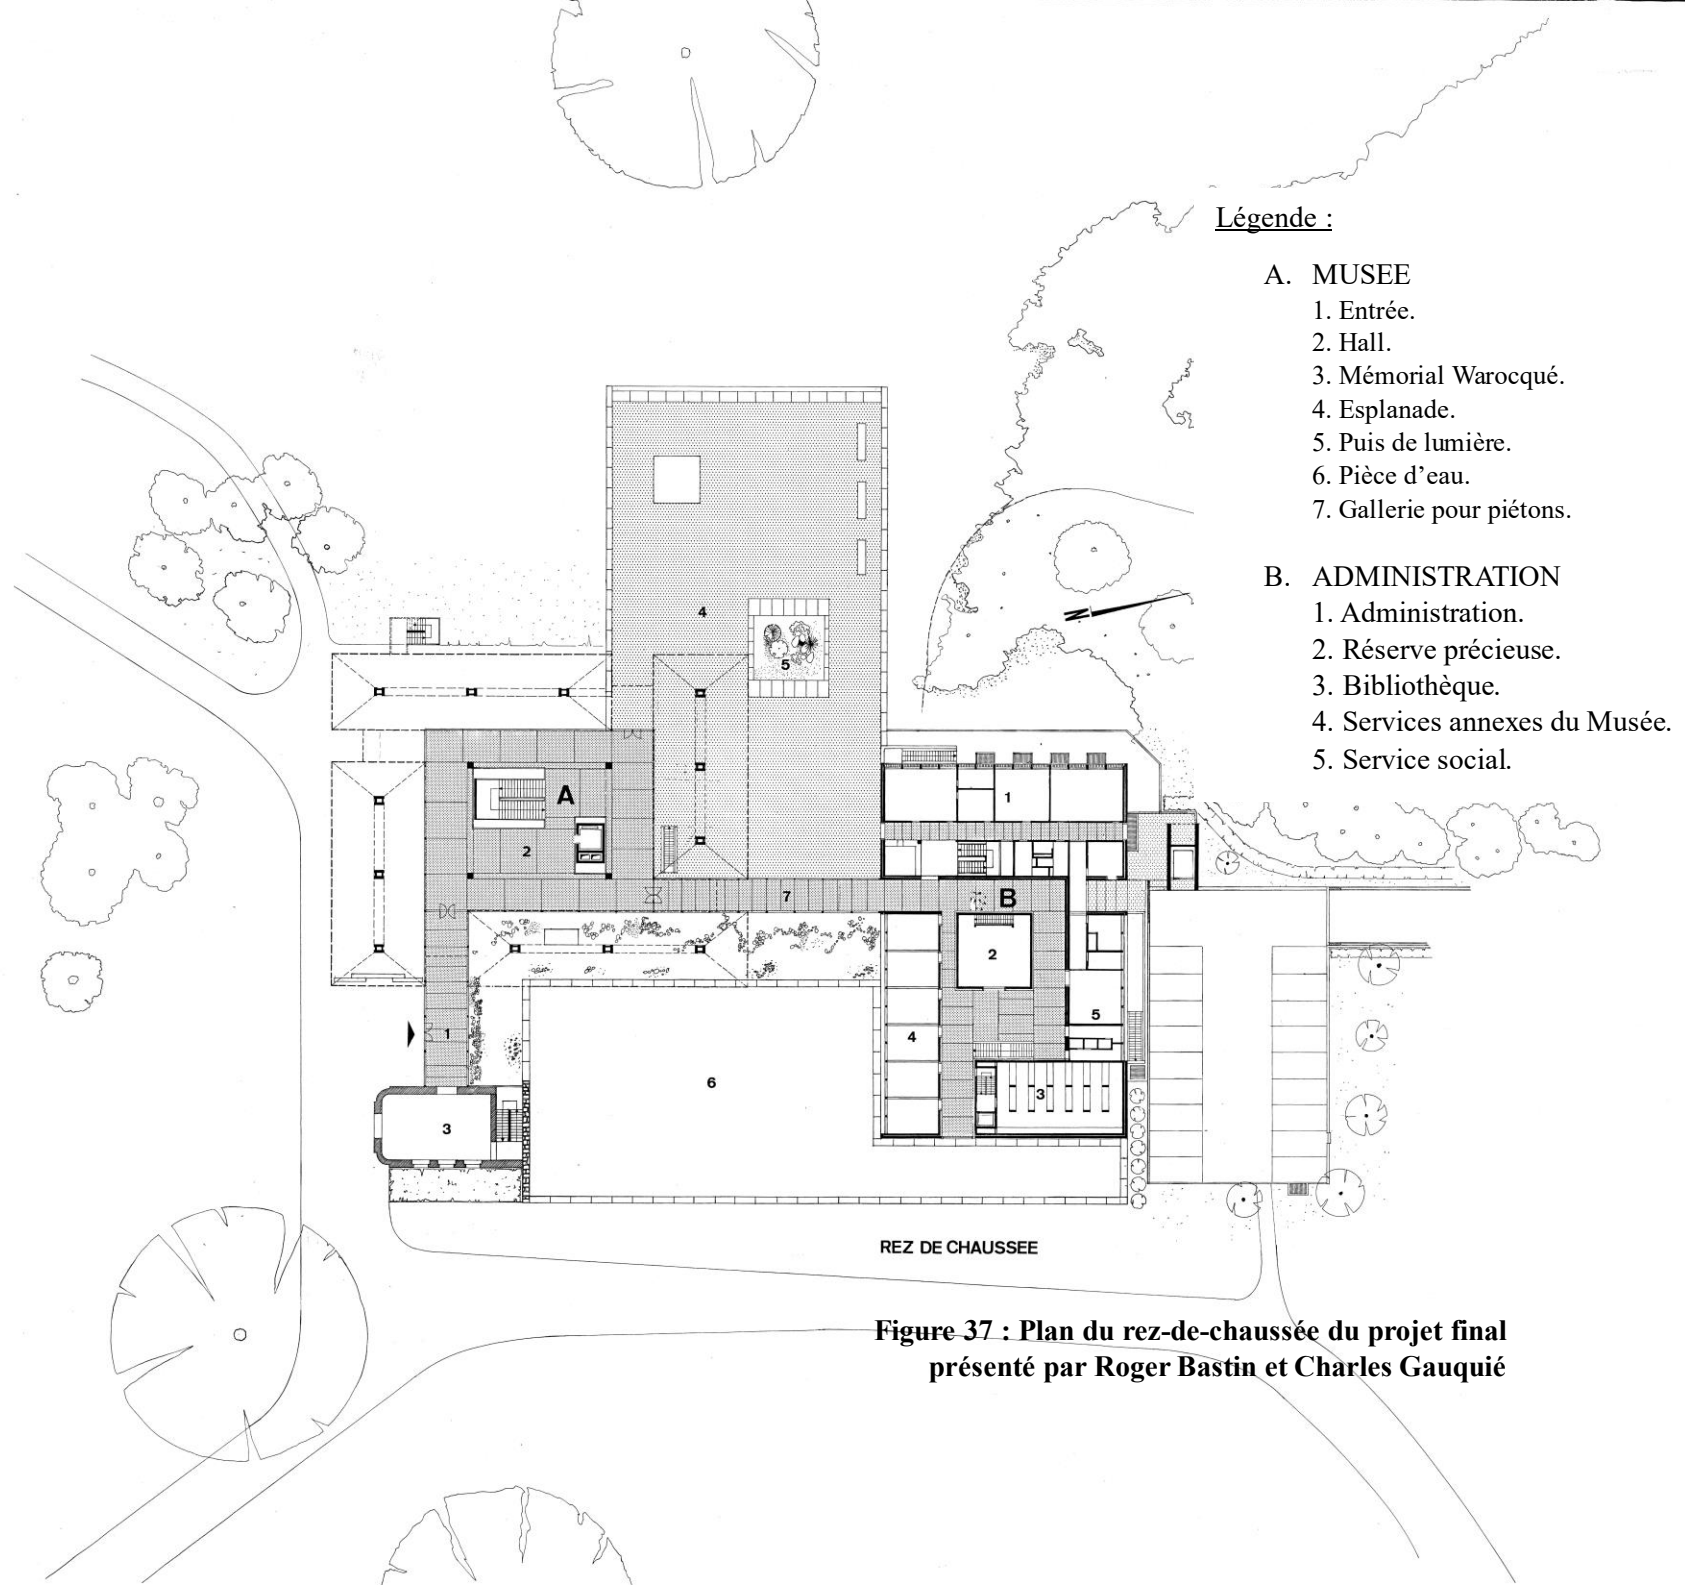 Légende :
A. MUSEE
1. Entrée.
2. Hall.
3. Mémorial Warocqué.
4. Esplanade.
5. Puis de lumière.
6. Pièce d’eau.
7. Gallerie pour piétons.
B. ADMINISTRATION
1. Administration.
2. Réserve précieuse.
3. Bibliothèque.
4. Services annexes du Musée.
5. Service social.
4
N
5
A
1
2
7
B
2
1
4
5
6
3
3
REZ DE CHAUSSEE
Figure 37 : Plan du rez-de-chaussée du projet final
présenté par Roger Bastin et Charles Gauquié